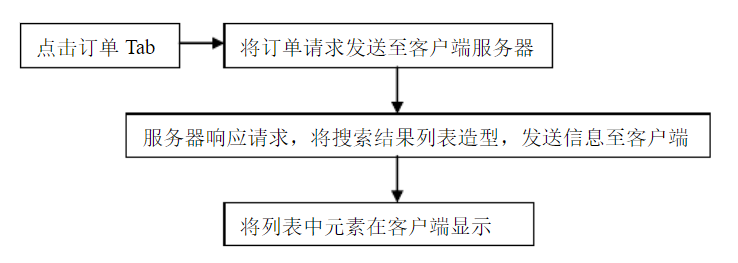 点击订单 Tab
将订单请求发送至客户端服务器
服务器响应请求，将搜索结果列表造型，发送信息至客户端
将列表中元素在客户端显示